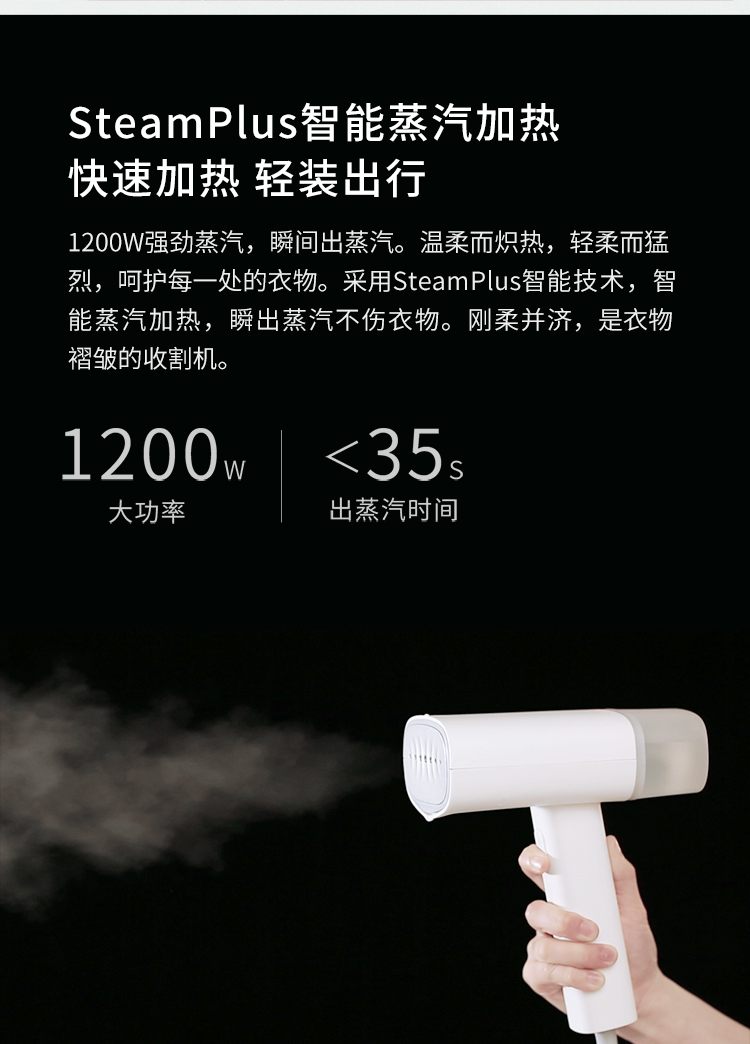 SteamPlus智能蒸汽加热
快速加热 轻装出行
1200W强劲蒸汽，瞬间出蒸汽。温柔而炽热，轻柔而猛
烈，呵护每一处的衣物。采用SteamPlus智能技术，智
能蒸汽加热，瞬出蒸汽不伤衣物。刚柔并济，是衣物
褶皱的收割机。
1200W
大功率
<35S
出蒸汽时间